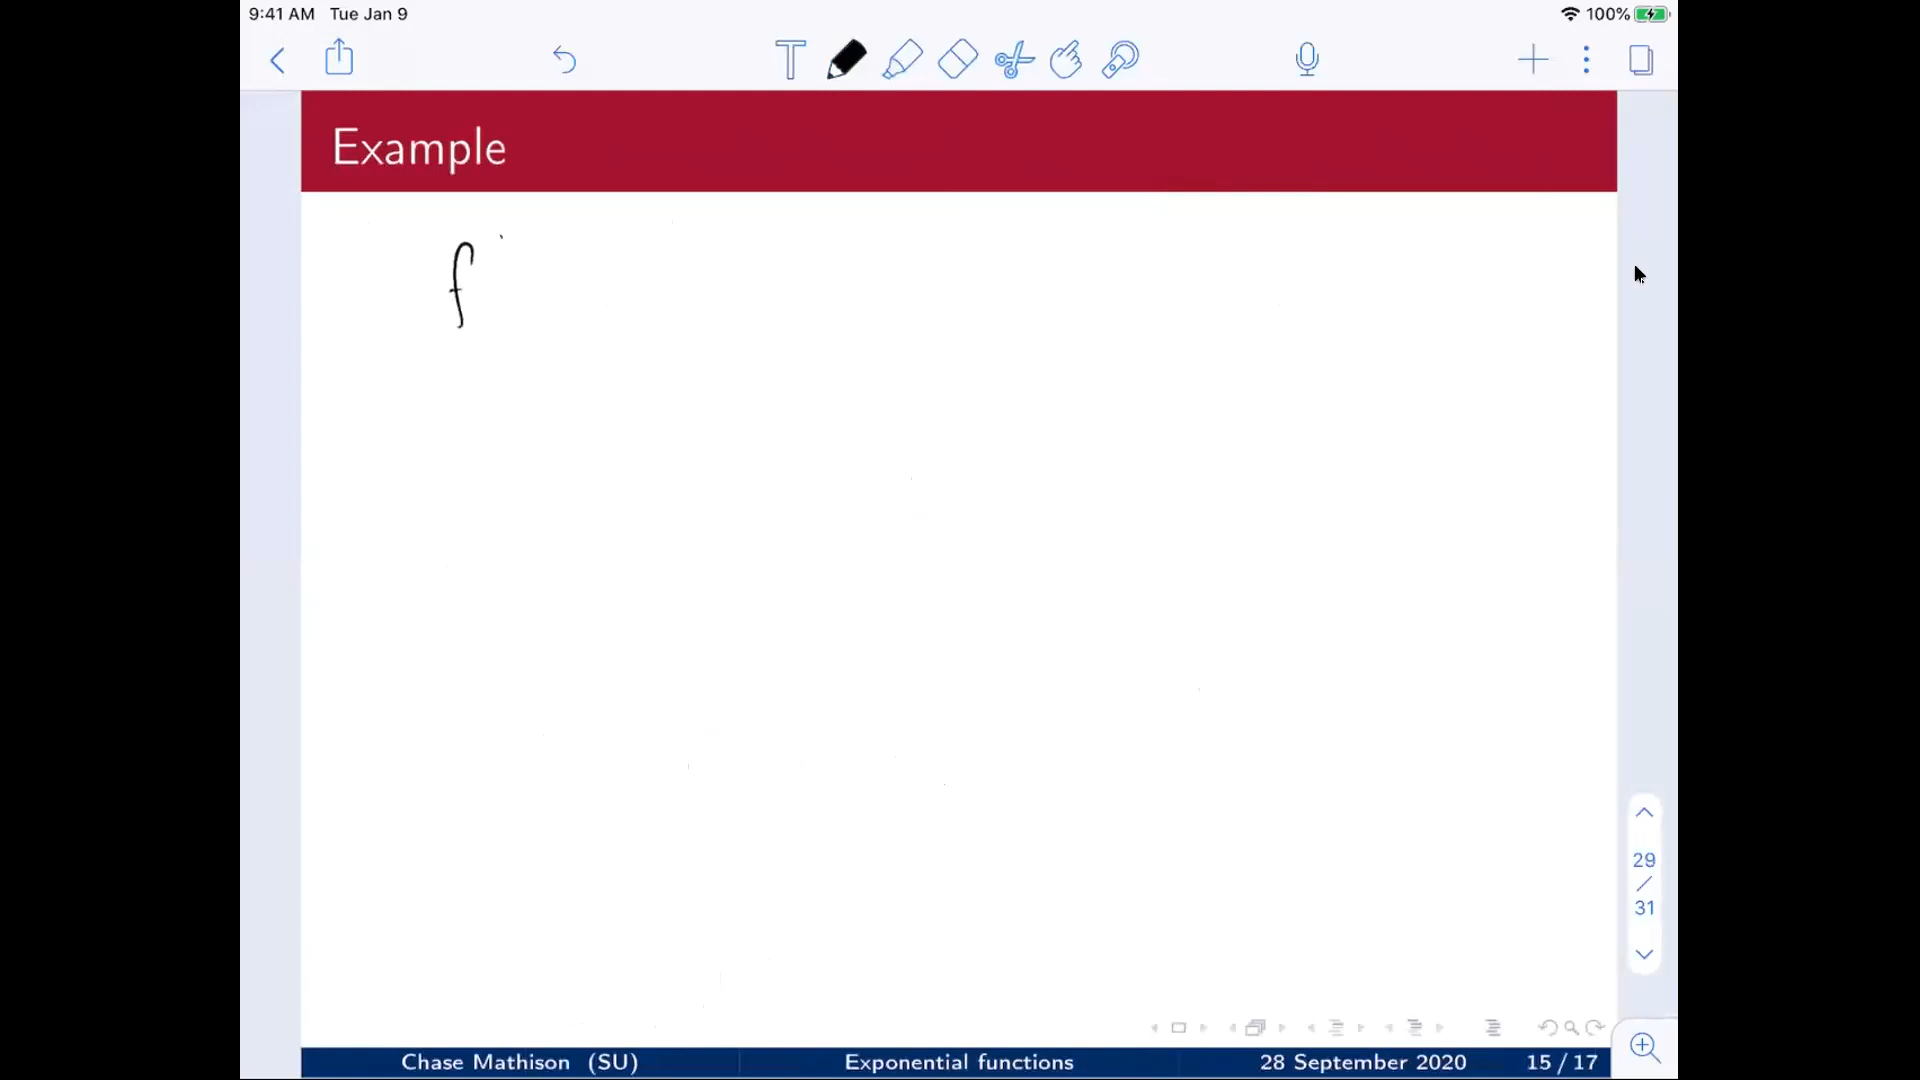 9:41 AM Tue Jan 9 100%
Example
f
29
/
31
Chase Mathison (SU) Exponential functions 28 September 2020 15 / 17